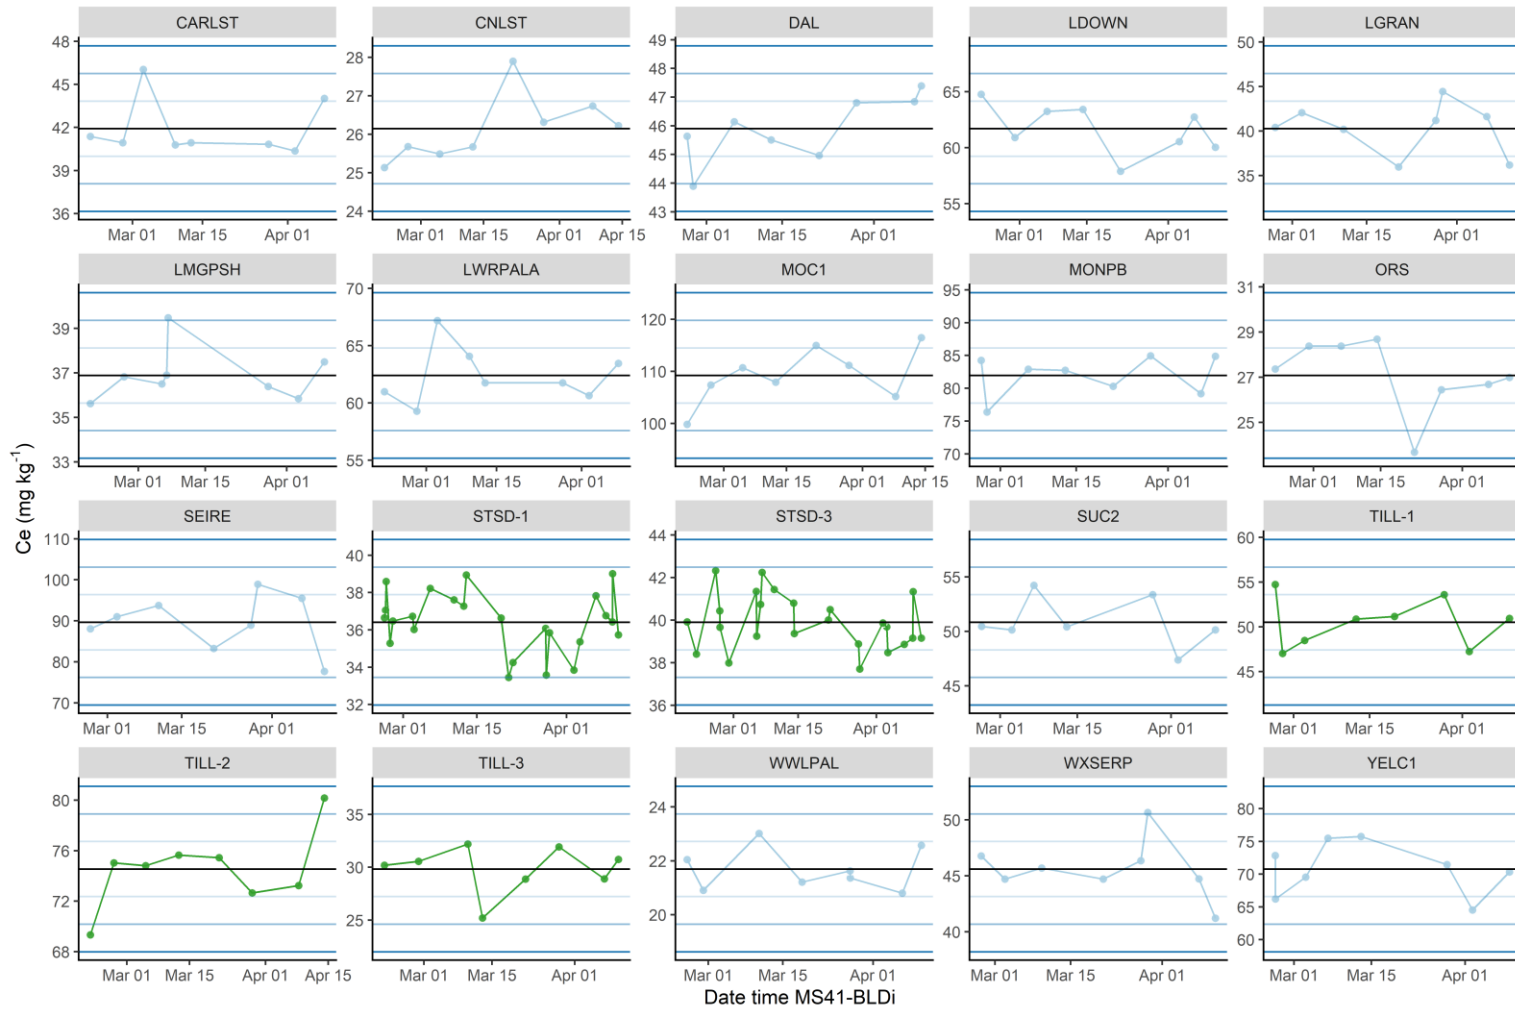 CARLST CNLST DAL LDOWN LGRAN
48 45 42 39 36
28 27 26 25 24
49 48 47 46 45 44 43
65 60 55
50 45 40 35
Mar 01 Mar 15 Apr 01
Mar 01 Mar 15 Apr 01 Apr 15
Mar 01 Mar 15 Apr 01
Mar 01 Mar 15 Apr 01
Mar 01 Mar 15 Apr 01
LMGPSH LWRPALA MOC1 MONPB ORS
39 37 35 33
70 65 60 55
120 110 100
95 90 85 80 75 70
31 29 27 25
Mar 01 Mar 15 Apr 01
Mar 01 Mar 15 Apr 01
Mar 01 Mar 15 Apr 01 Apr 15
Mar 01 Mar 15 Apr 01
Mar 01 Mar 15 Apr 01
Ce (mg kg⁻¹)
SEIRE STSD-1 STSD-3 SUC2 TILL-1
110 100 90 80 70
40 38 36 34 32
44 42 40 38 36
55 50 45
60 55 50 45
Mar 01 Mar 15 Apr 01
Mar 01 Mar 15 Apr 01
Mar 01 Mar 15 Apr 01
Mar 01 Mar 15 Apr 01
Mar 01 Mar 15 Apr 01
TILL-2 TILL-3 WWLPAL WXSERP YELC1
80 76 72 68
35 30 25
24 22 20
50 45 40
80 75 70 65 60
Mar 01 Mar 15 Apr 01 Apr 15
Mar 01 Mar 15 Apr 01
Mar 01 Mar 15 Apr 01
Mar 01 Mar 15 Apr 01
Mar 01 Mar 15 Apr 01
Date time MS41-BLDi